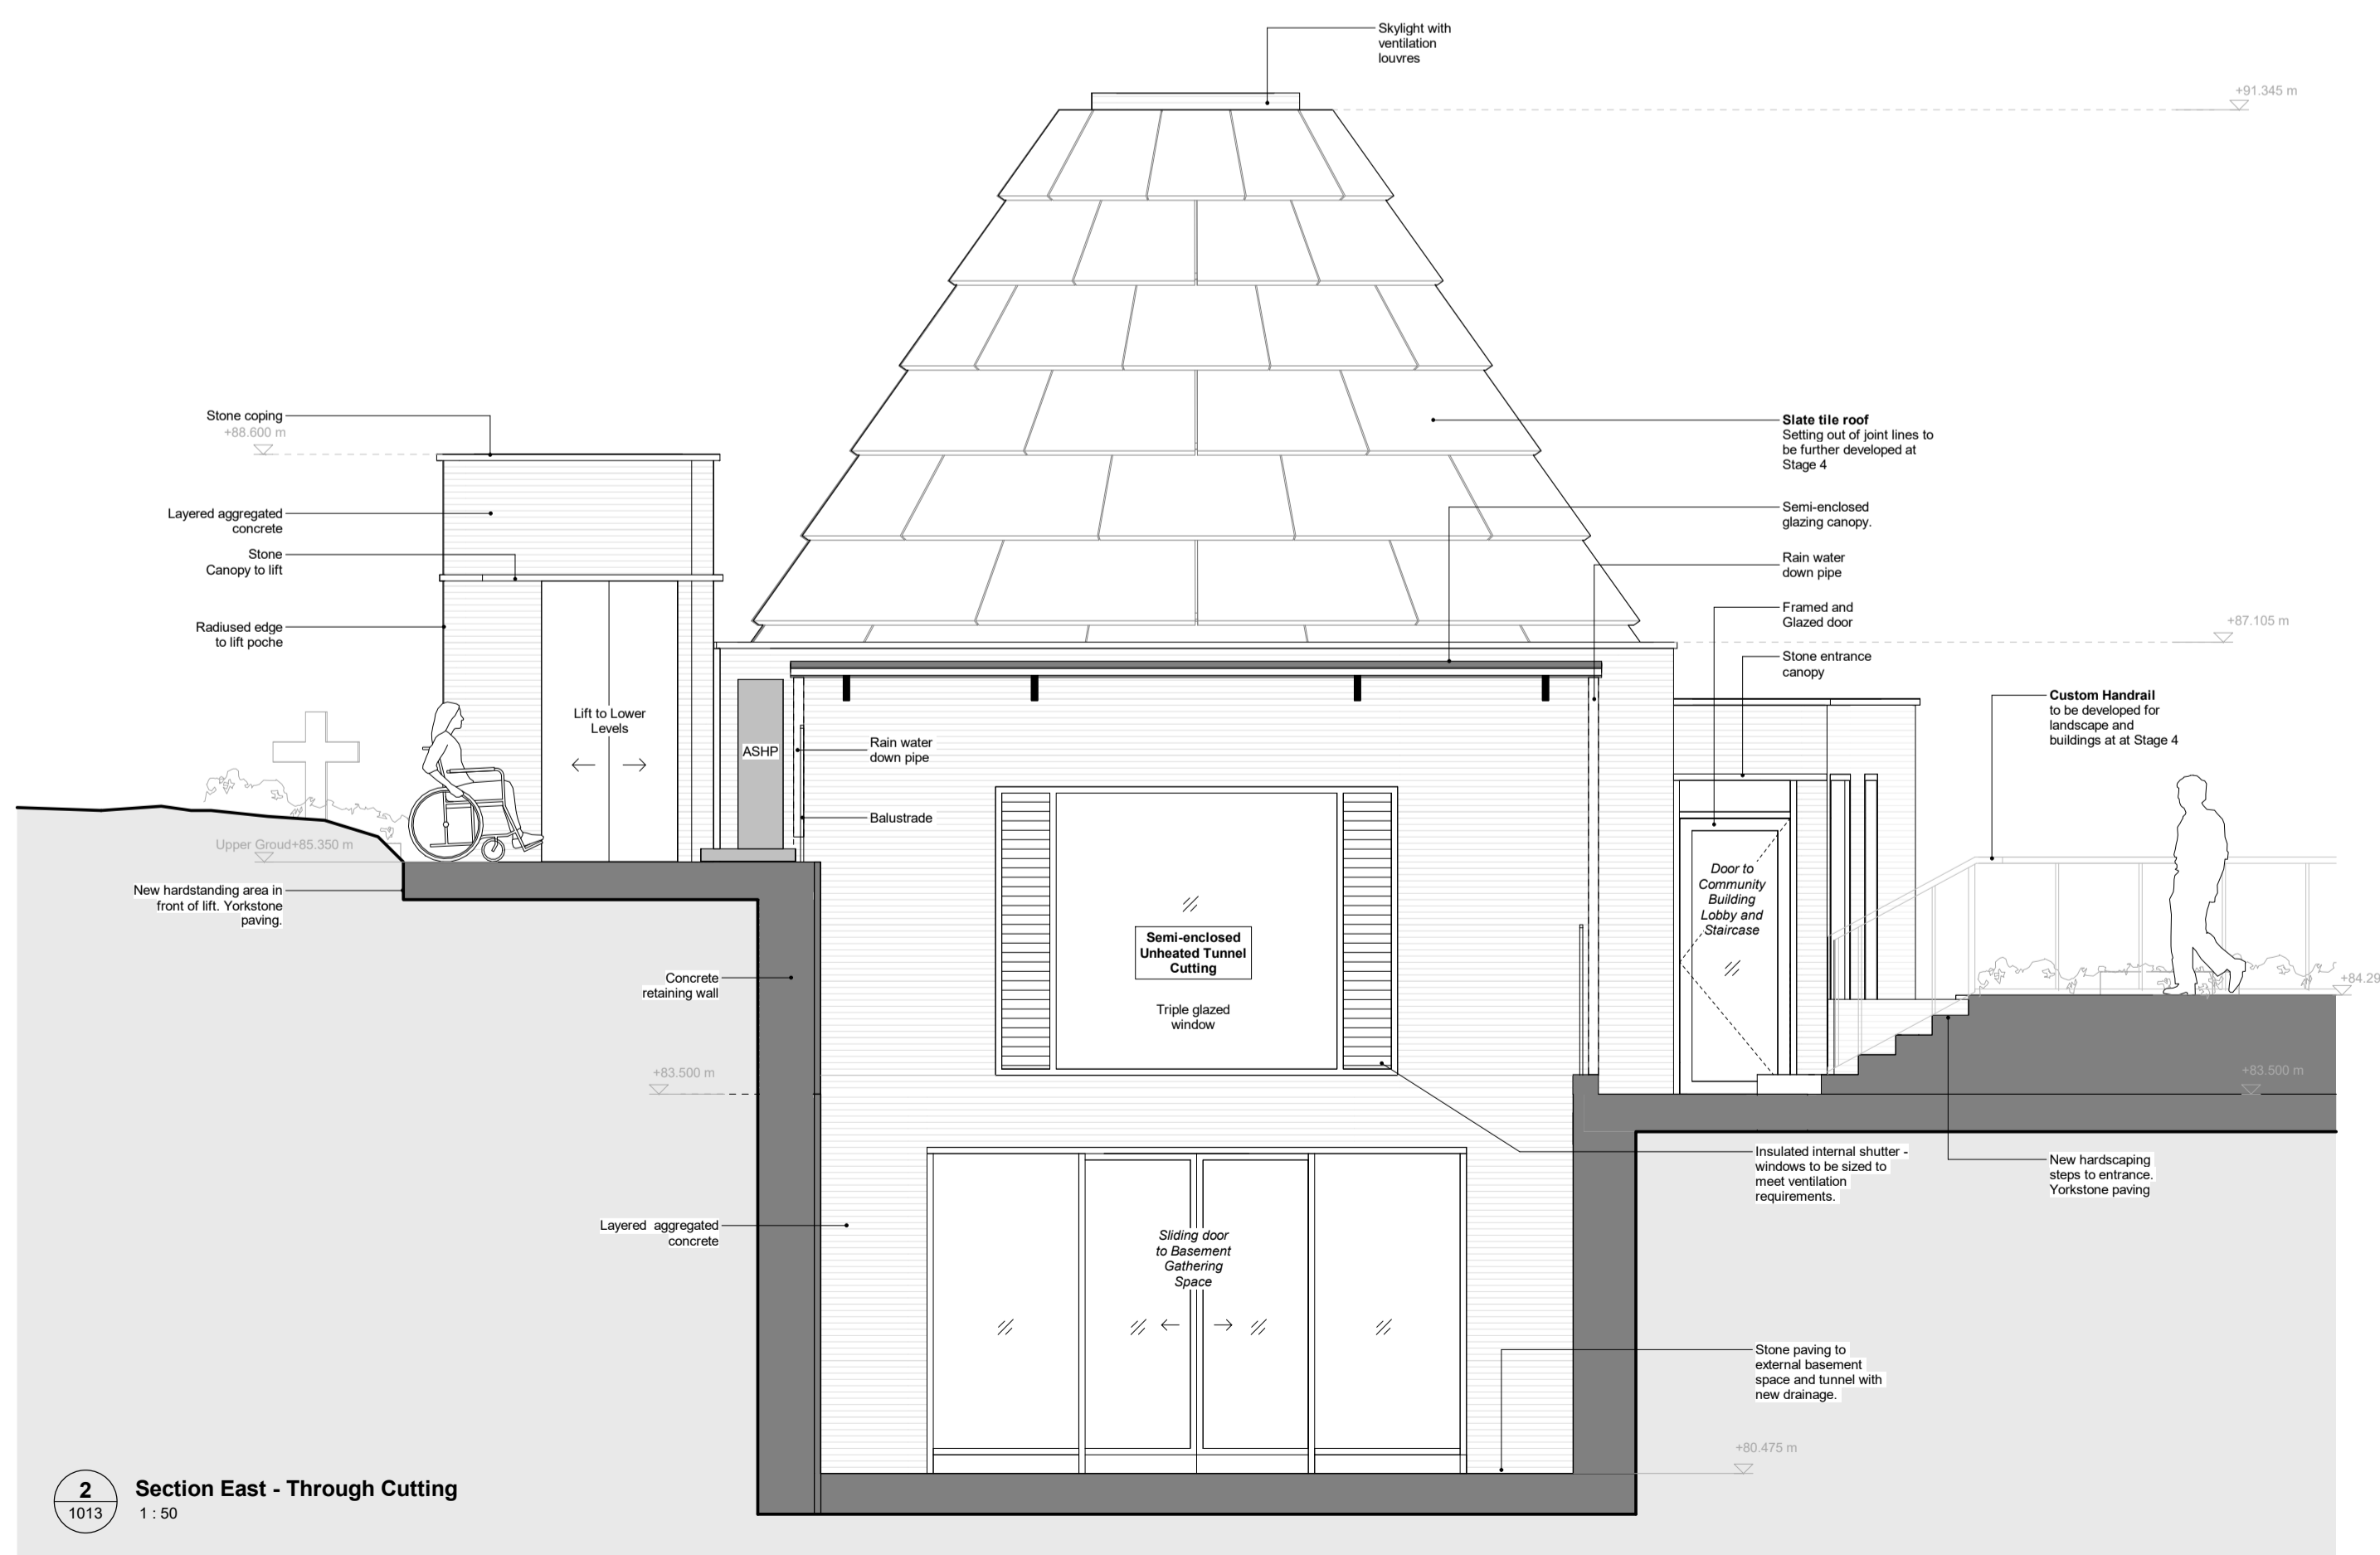 Skylight with
ventilation
louvres
+91.345 m
Stone coping
+88.600 m
Slate tile roof
Setting out of joint lines to
be further developed at
Stage 4
Layered aggregated
concrete
Semi-enclosed
glazing canopy.
Stone
Canopy to lift
Rain water
down pipe
Framed and
Glazed door
Radiused edge
to lift poche
+87.105 m
Stone entrance
canopy
Custom Handrail
to be developed for
landscape and
buildings at at Stage 4
Lift to Lower
Levels
ASHP
Rain water
down pipe
Balustrade
Upper Groud+85.350 m
New hardstanding area in
front of lift. Yorkstone
paving.
Door to
Community
Building
Lobby and
Staircase
Semi-enclosed
Unheated Tunnel
Cutting
Triple glazed
window
Concrete
retaining wall
+84.29
+83.500 m
+83.500 m
Insulated internal shutter -
windows to be sized to
meet ventilation
requirements.
New hardscaping
steps to entrance.
Yorkstone paving
Layered aggregated
concrete
Sliding door
to Basement
Gathering
Space
Stone paving to
external basement
space and tunnel with
new drainage.
+80.475 m
2
1013
Section East - Through Cutting
1 : 50